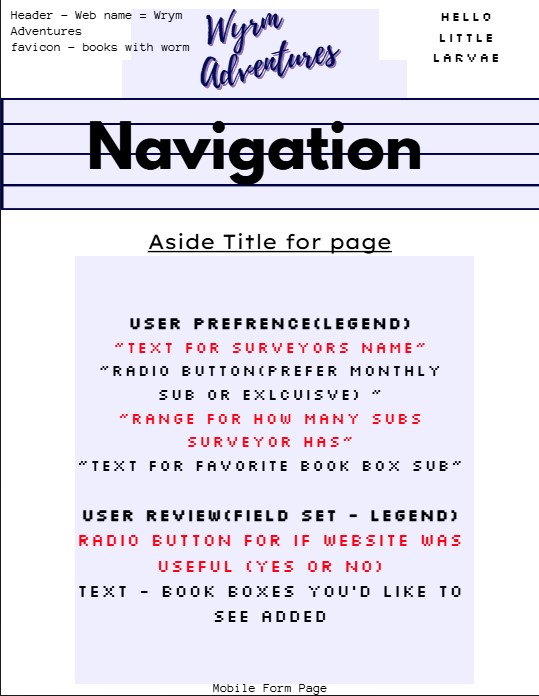 Header - Web name = Wrym
Adventures
favicon - books with worm
Wyrm
Adventures
HELLO
LITTLE
LARVAE
Navigation
Aside Title for page
USER PREFRENCE(LEGEND)
"TEXT FOR SURVEYORS NAME"
"RADIO BUTTON(PREFER MONTHLY
SUB OR EXLCUISVE) "
"RANGE FOR HOW MANY SUBS
SURVEYOR HAS"
"TEXT FOR FAVORITE BOOK BOX SUB"
USER REVIEW(FIELD SET - LEGEND)
RADIO BUTTON FOR IF WEBSITE WAS
USEFUL (YES OR NO)
TEXT - BOOK BOXES YOU'D LIKE TO
SEE ADDED
Mobile Form Page